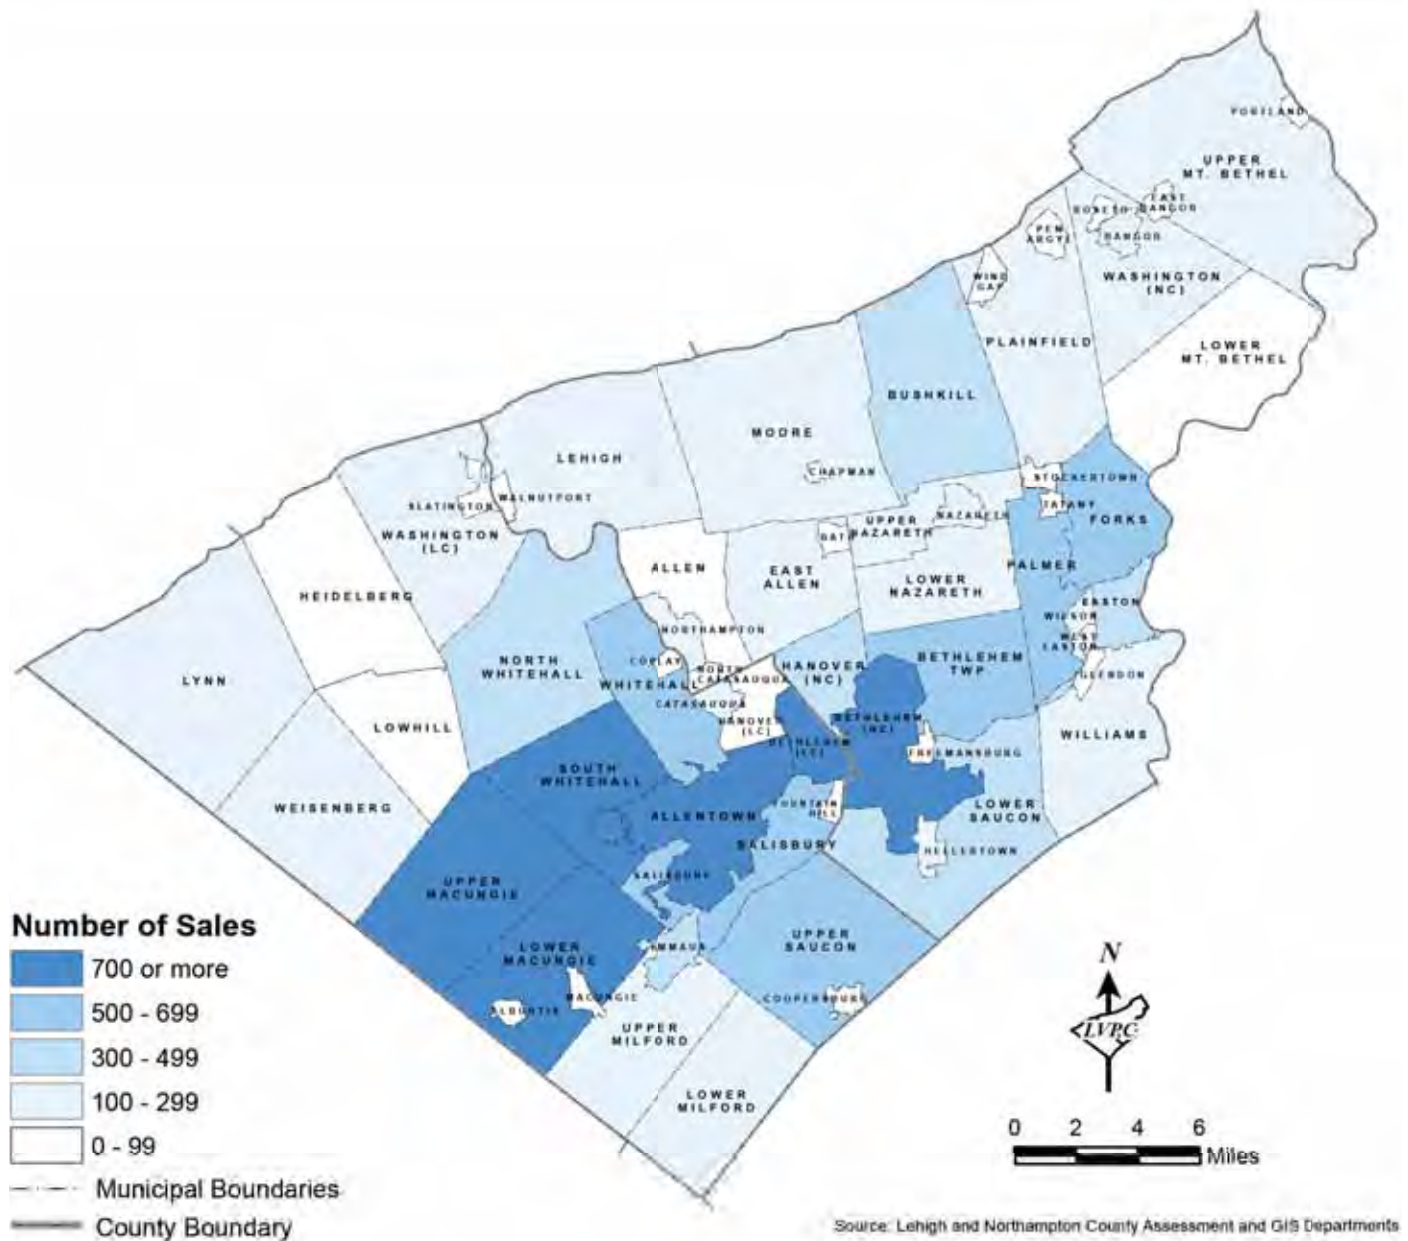 PORTLAND
UPPER
MT. BETHEL
EAST
BANGOR
ROSETO
BANGOR
PEN
ARGYL
WASHINGTON
(NC)
WIND
GAP
PLAINFIELD
LOWER
MT. BETHEL
BUSHKILL
MOORE
CHAPMAN
LEHIGH
WALNUTPORT
SLATINGTON
WASHINGTON
(LC)
STOCKERTOWN
TATAMY
FORKS
NAZARETH
UPPER
NAZARETH
BATH
ALLEN
EAST
ALLEN
LOWER
NAZARETH
PALMER
HEIDELBERG
EASTON
WILSON
WEST
EASTON
GLENDON
NORTHAMPTON
COPLAY
NORTH
CATASAUQUA
HANOVER
(NC)
BETHLEHEM
TWP
LYNN
NORTH
WHITEHALL
WHITEHALL
CATASAUQUA
HANOVER
(LC)
BETHLEHEM
(LC)
BETHLEHEM
(NC)
FREEMANSBURG
WILLIAMS
LOWHILL
SOUTH
WHITEHALL
WEISENBERG
ALLENTOWN
FOUNTAIN
HILL
LOWER
SAUCON
SALISBURY
HELLERTOWN
SALISBURY
UPPER
MACUNGIE
LOWER
MACUNGIE
EMMAUS
UPPER
SAUCON
ALBURTIS
MACUNGIE
COOPERSBURG
UPPER
MILFORD
LOWER
MILFORD
Number of Sales
700 or more
500 - 699
300 - 499
100 - 299
0 - 99
Municipal Boundaries
County Boundary
N
LVPC
0 2 4 6
Miles
Source: Lehigh and Northampton County Assessment and GIS Departments